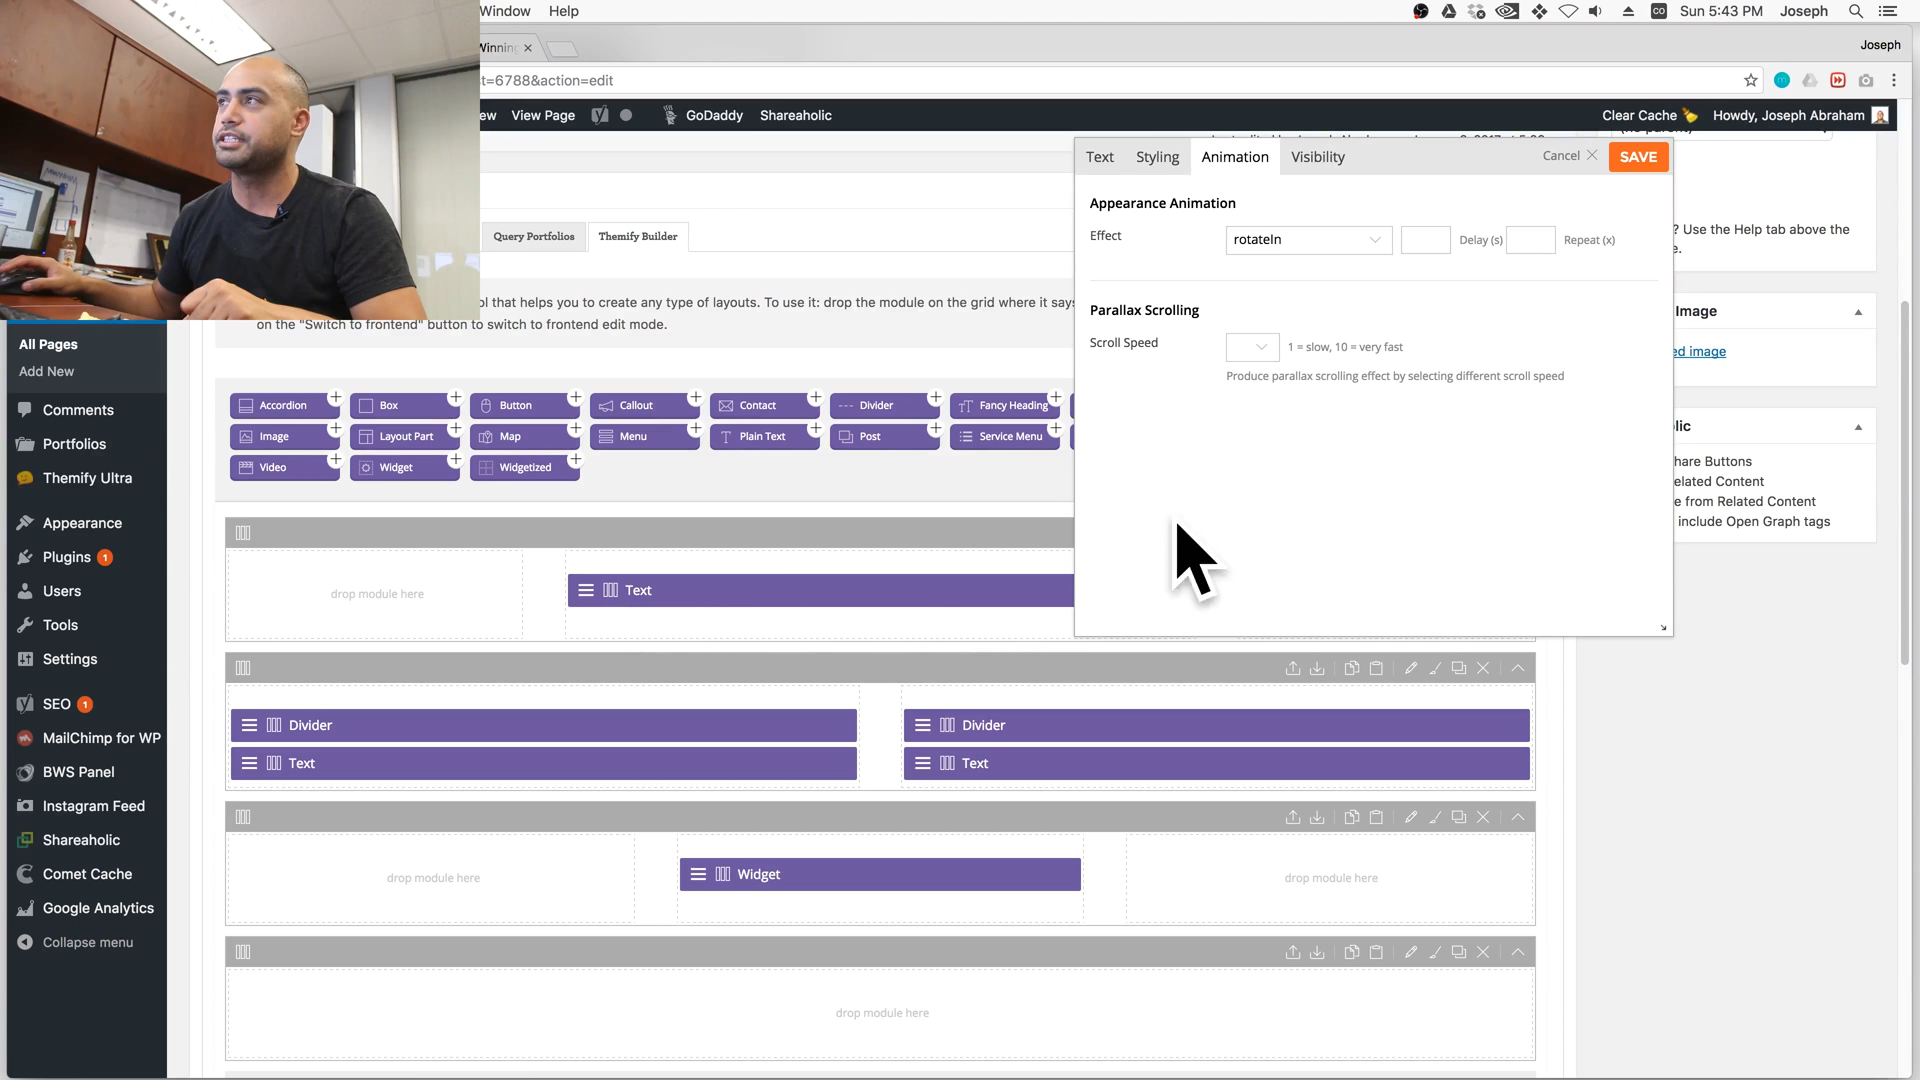 Window Help
Sun 5:43 PM Joseph
Winning
Joseph
t=6788&action=edit
ew View Page GoDaddy Shareaholic
Clear Cache Howdy, Joseph Abraham
Text Styling Animation Visibility Cancel SAVE
Appearance Animation
Effect rotateIn Delay (s) Repeat (x)
Parallax Scrolling
Scroll Speed 1 = slow, 10 = very fast
Produce parallax scrolling effect by selecting different scroll speed
? Use the Help tab above the
e.
Image
ed image
lic
hare Buttons
elated Content
e from Related Content
include Open Graph tags
Query Portfolios Themify Builder
ol that helps you to create any type of layouts. To use it: drop the module on the grid where it says
on the "Switch to frontend" button to switch to frontend edit mode.
Accordion Box Button Callout Contact Divider Fancy Heading
Image Layout Part Map Menu Plain Text Post Service Menu
Video Widget Widgetized
drop module here
Text
Divider Divider
Text Text
drop module here Widget drop module here
drop module here
All Pages
Add New
Comments
Portfolios
Themify Ultra
Appearance
Plugins 1
Users
Tools
Settings
SEO 1
MailChimp for WP
BWS Panel
Instagram Feed
Shareaholic
Comet Cache
Google Analytics
Collapse menu